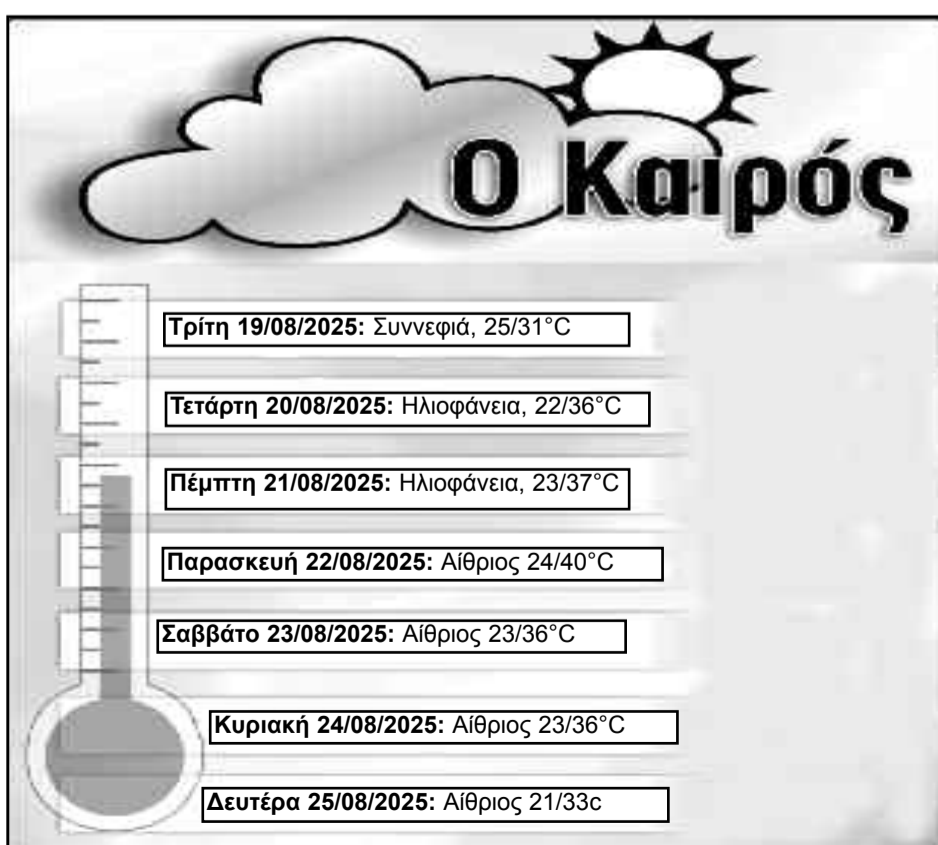 Ο Καιρός
Τρίτη 19/08/2025: Συννεφιά, 25/31°C
Τετάρτη 20/08/2025: Ηλιοφάνεια, 22/36°C
Πέμπτη 21/08/2025: Ηλιοφάνεια, 23/37°C
Παρασκευή 22/08/2025: Αίθριος 24/40°C
Σαββάτο 23/08/2025: Αίθριος 23/36°C
Κυριακή 24/08/2025: Αίθριος 23/36°C
Δευτέρα 25/08/2025: Αίθριος 21/33c